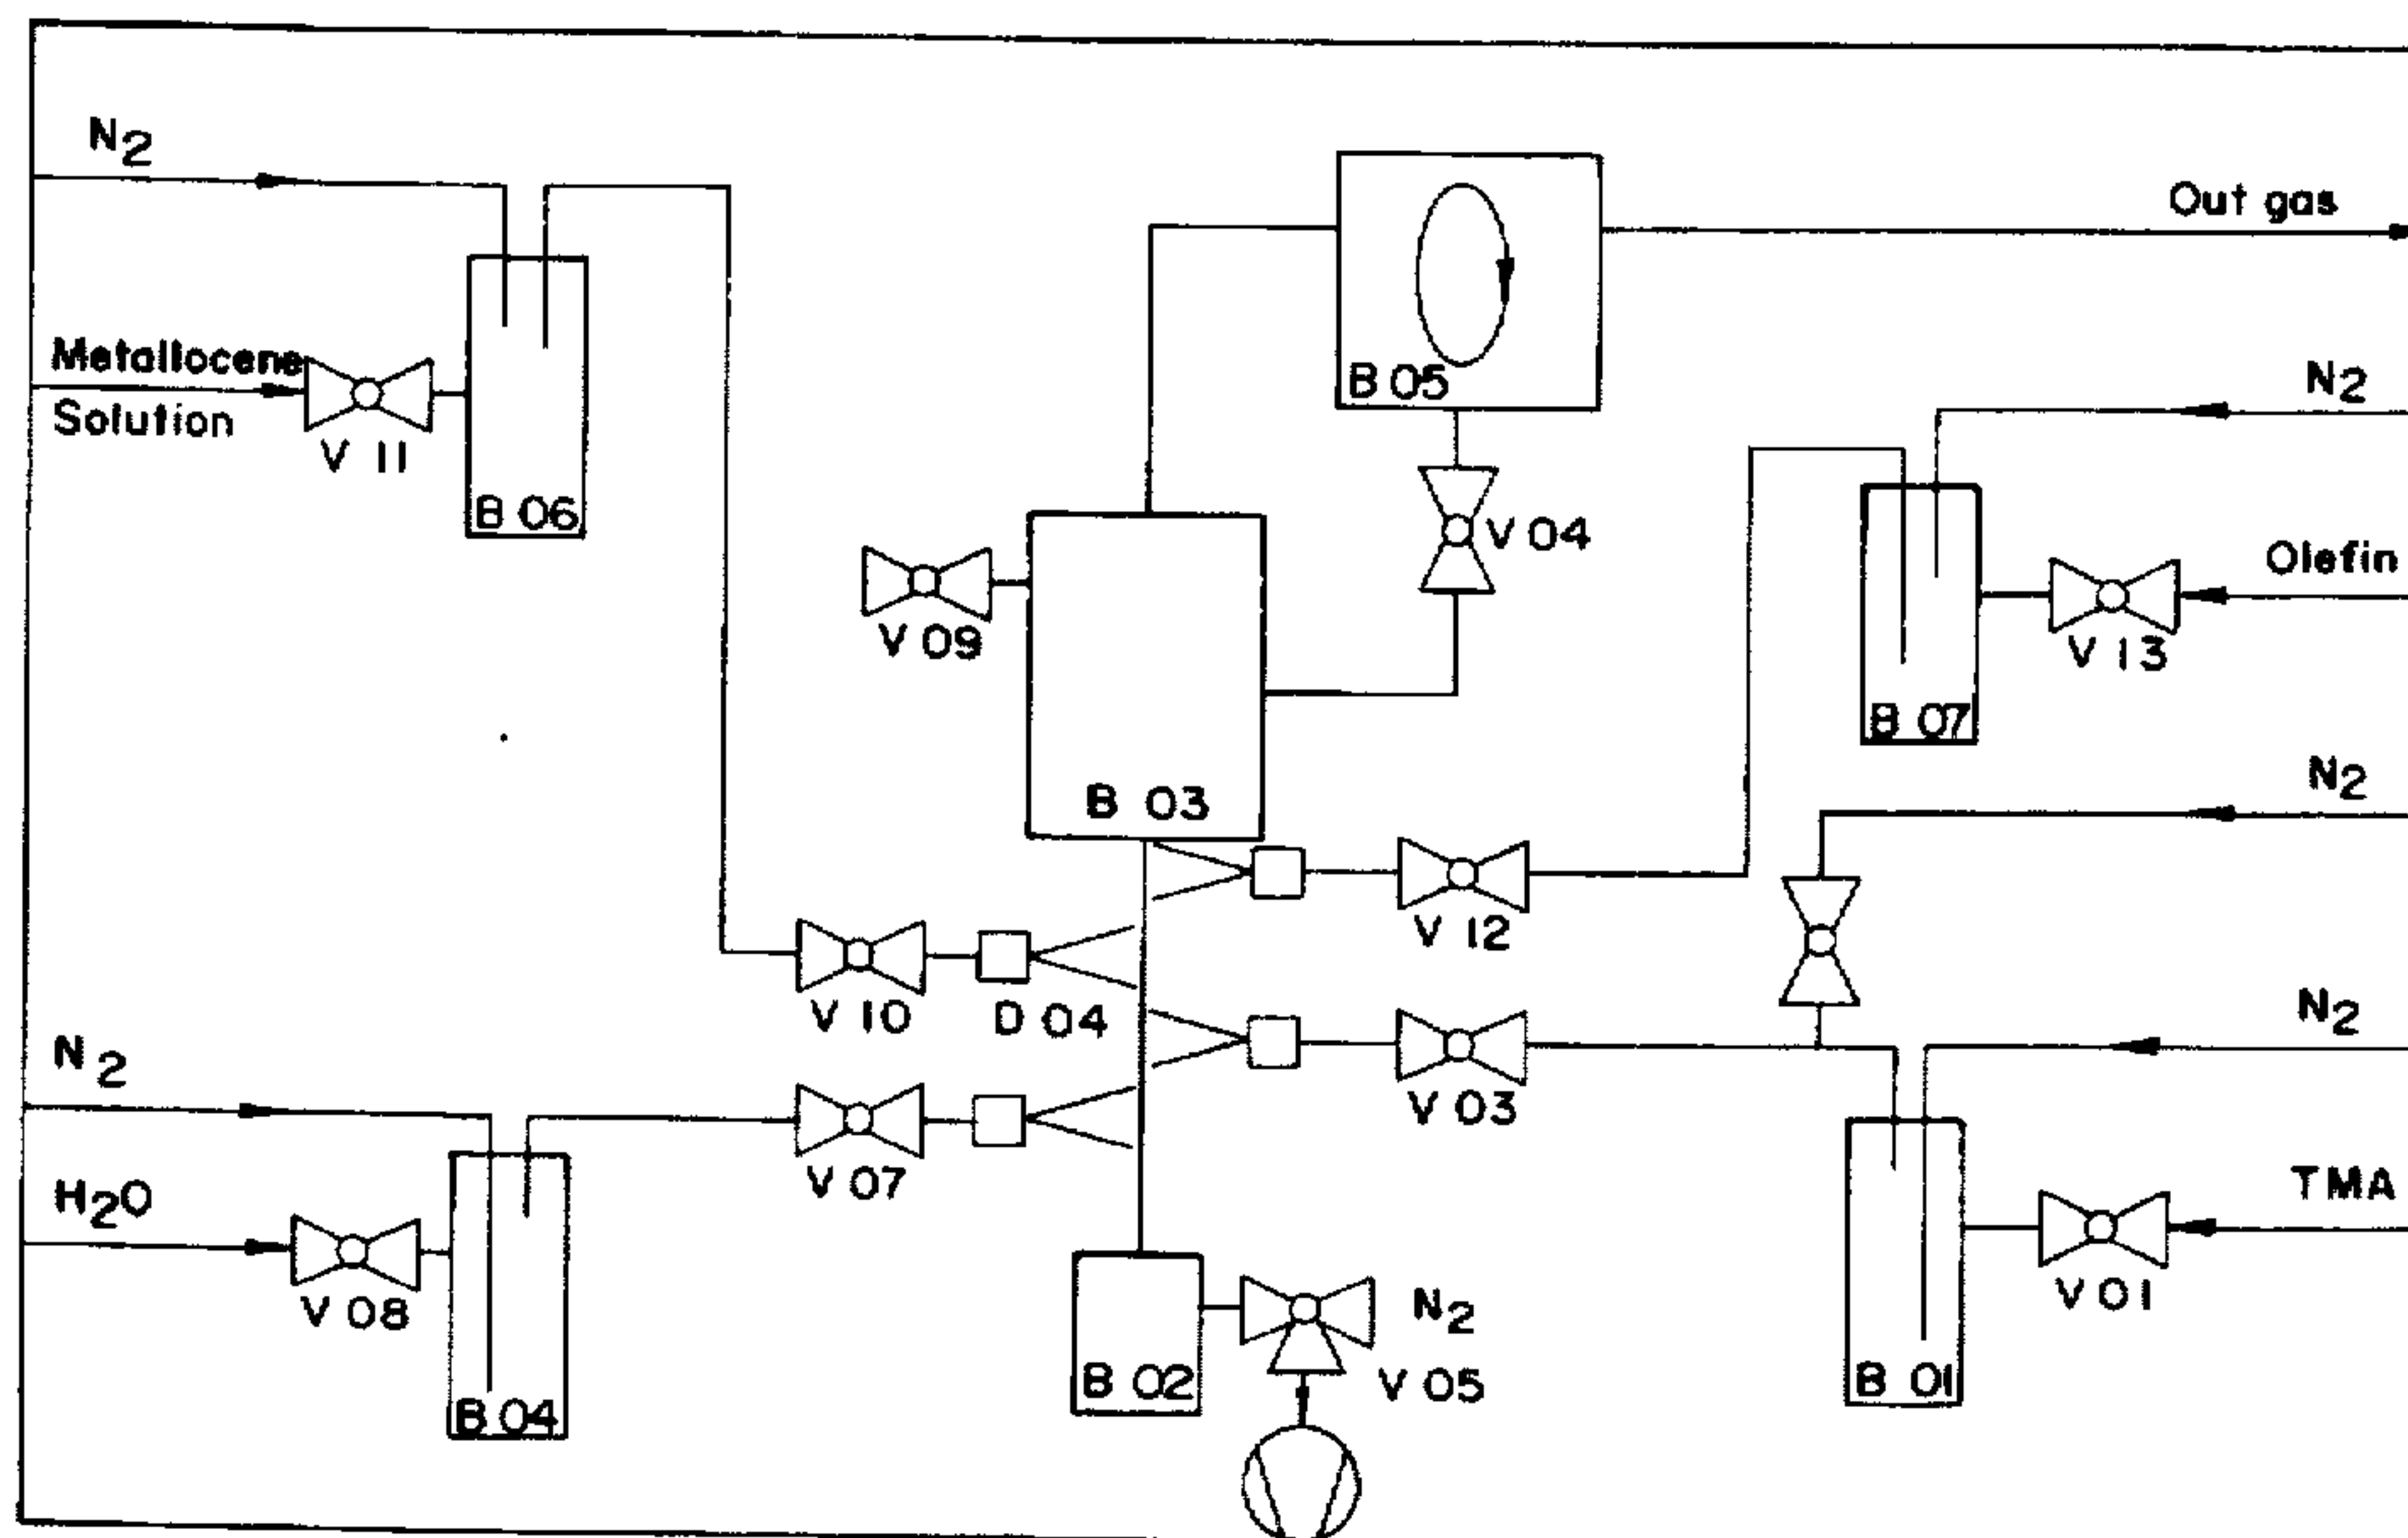 N2
Out gas
Metallocene
Solution
V 11
B 06
B 05
N2
V 04
Olefin
V 09
V 13
B 07
B 03
N2
V 12
V 10
D 04
N2
N2
V 03
V 07
H2O
TMA
V 08
V 01
N2
V 05
B 02
B 01
B 04